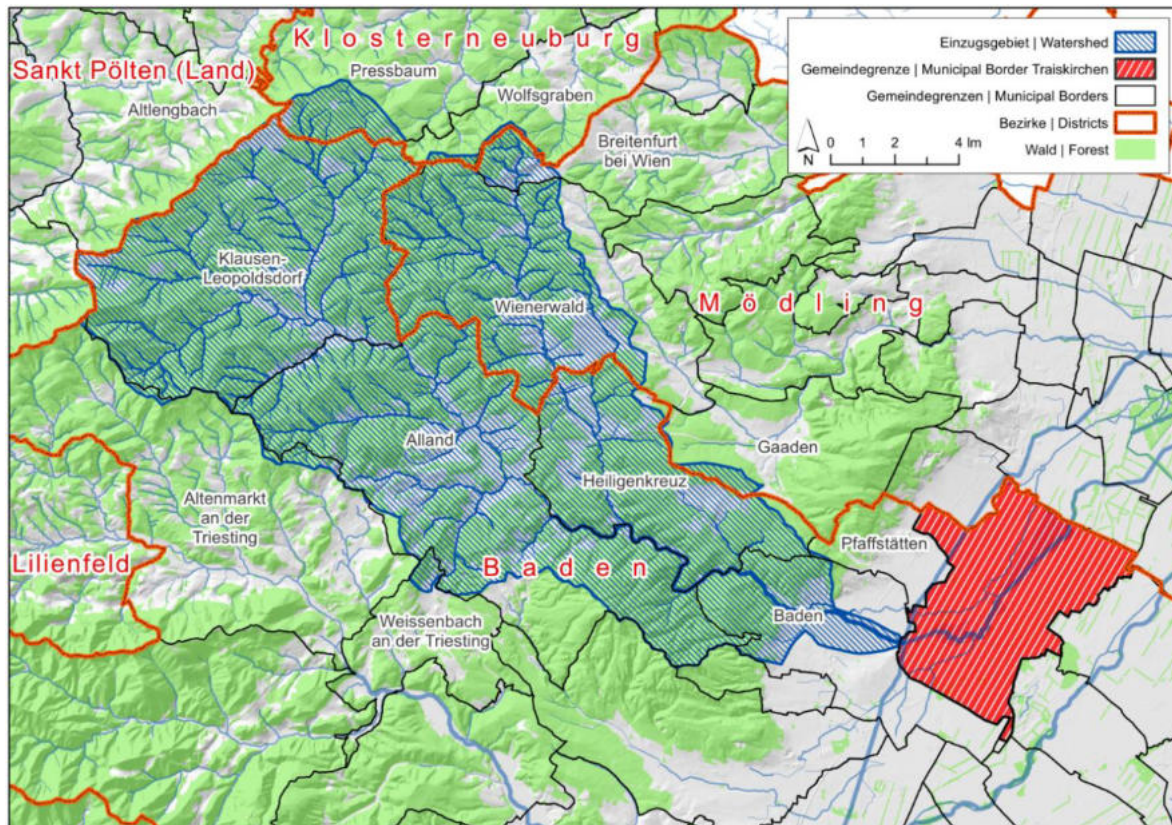 Klosterneuburg
Sankt Pölten (Land)
Pressbaum
Altlengbach
Wolfsgraben
Breitenfurt
bei Wien
Einzugsgebiet | Watershed
Gemeindegrenze | Municipal Border Traiskirchen
Gemeindegrenzen | Municipal Borders
Bezirke | Districts
Wald | Forest
N
0 1 2 4 km
Klausen-
Leopoldsdorf
Wienerwald
Mödling
Alland
Gaaden
Heiligenkreuz
Altenmarkt
an der
Triesting
Pfaffstätten
Lilienfeld
Baden
Baden
Weissenbach
an der Triesting